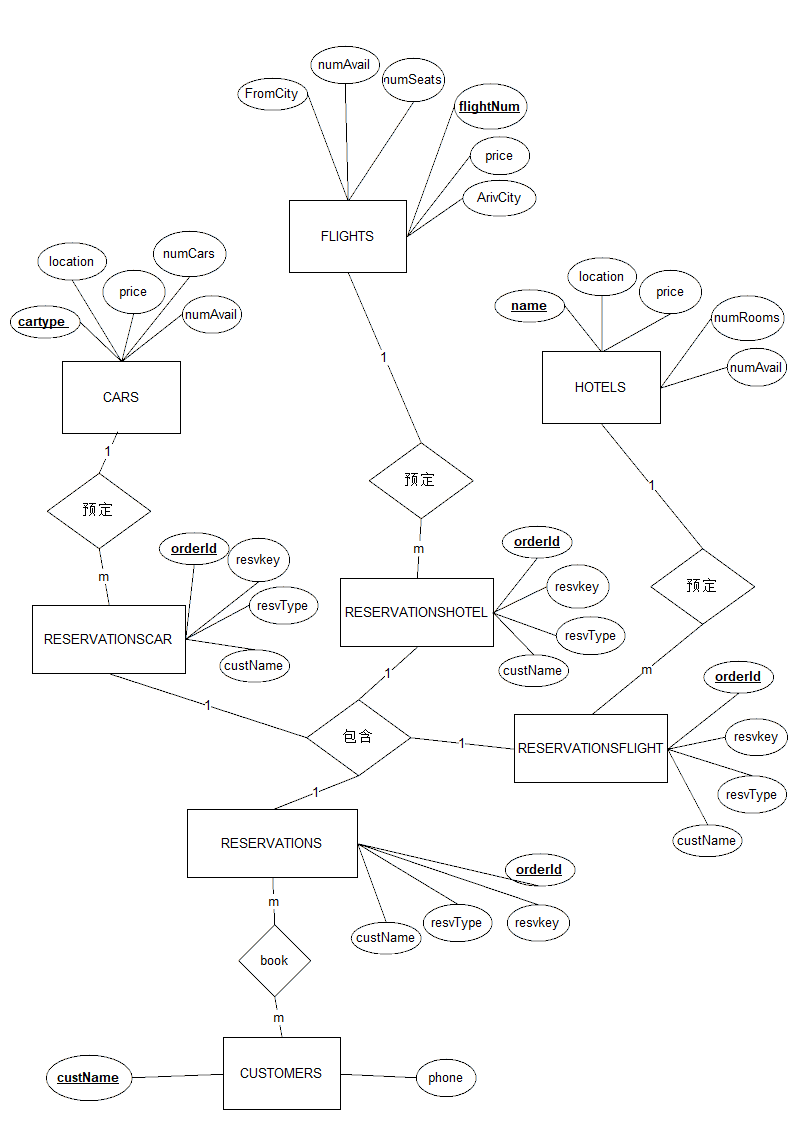 numAvail
FromCity
numSeats
flightNum
price
ArivCity
FLIGHTS
numCars
location
price
cartype
numAvail
CARS
location
price
name
numRooms
numAvail
HOTELS
1
1
1
预定
预定
预定
m
m
m
orderId
resvkey
resvType
custName
RESERVATIONSCAR
orderId
resvkey
resvType
custName
RESERVATIONSHOTEL
orderId
resvkey
resvType
custName
RESERVATIONSFLIGHT
1
1
1
包含
1
RESERVATIONS
orderId
resvkey
resvType
custName
m
book
m
CUSTOMERS
custName
phone